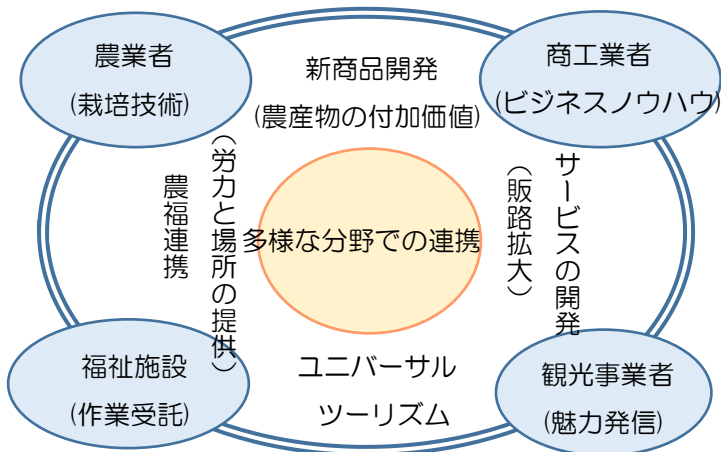 農業者
(栽培技術)
新商品開発
(農産物の付加価値)
商工業者
(ビジネスノウハウ)
農福連携
(労力と場所の提供)
多様な分野での連携
サービスの開発
(販路拡大)
福祉施設
(作業受託)
ユニバーサル
ツーリズム
観光事業者
(魅力発信)